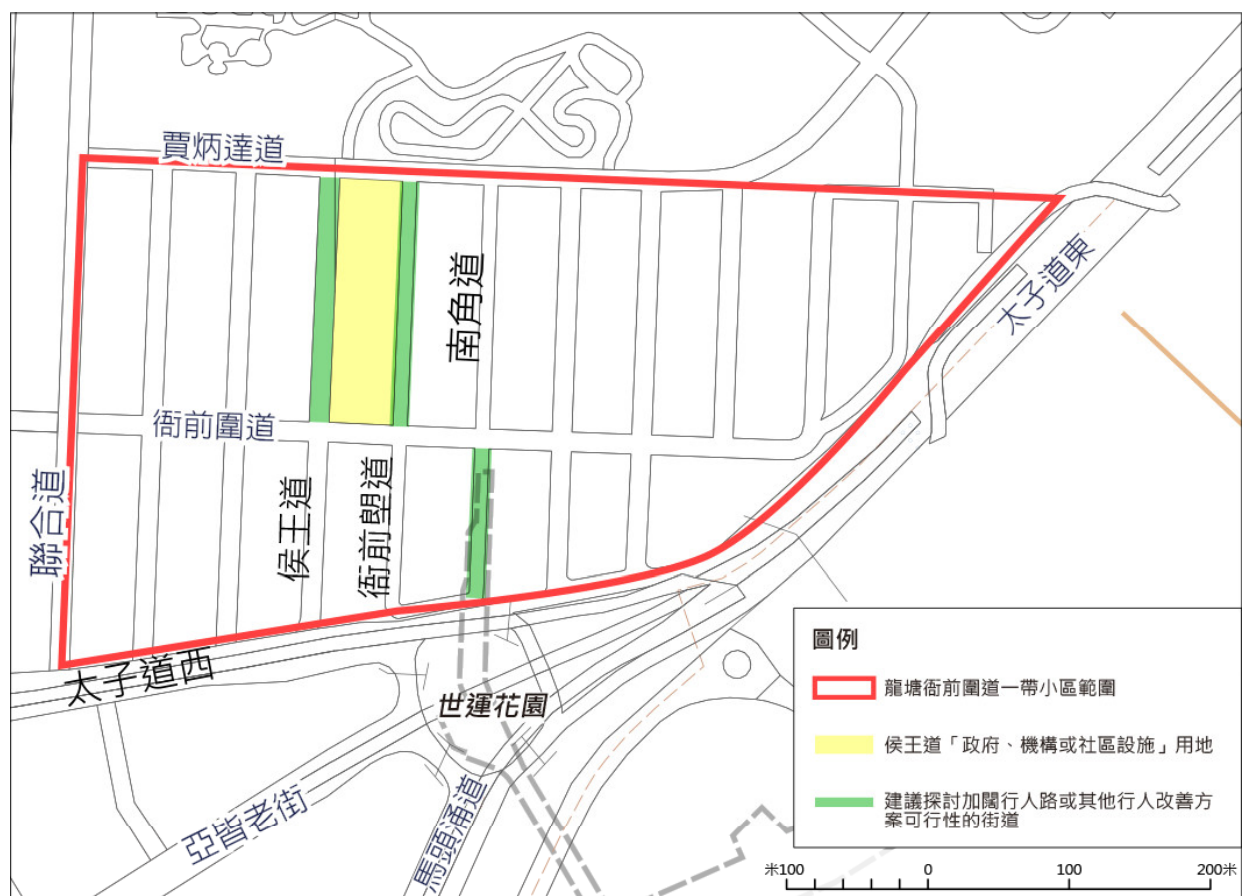 賈炳達道
太子道東
南角道
衙前圍道
聯合道
侯王道
衙前塱道
太子道西
世運花園
亞皆老街
馬頭涌道
圖例
龍塘衙前圍道一帶小區範圍
侯王道「政府、機構或社區設施」用地
建議探討加闊行人路或其他行人改善方
案可行性的街道
米100 0 100 200米